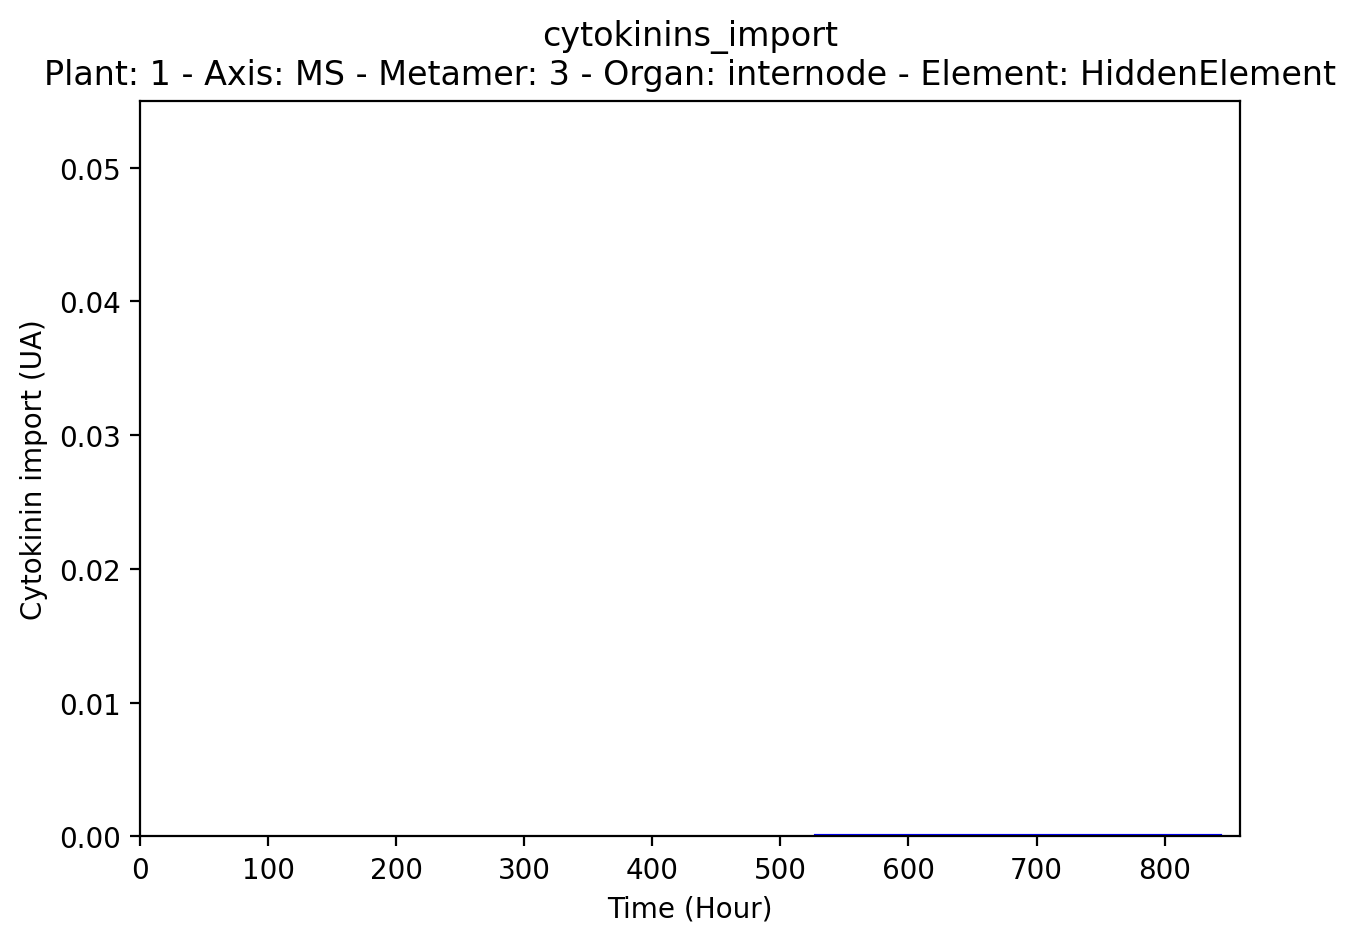 cytokinins_import
Plant: 1 - Axis: MS - Metamer: 3 - Organ: internode - Element: HiddenElement
0.05
0.04
0.03
0.02
0.01
0.00
Cytokinin import (UA)
0 100 200 300 400 500 600 700 800
Time (Hour)